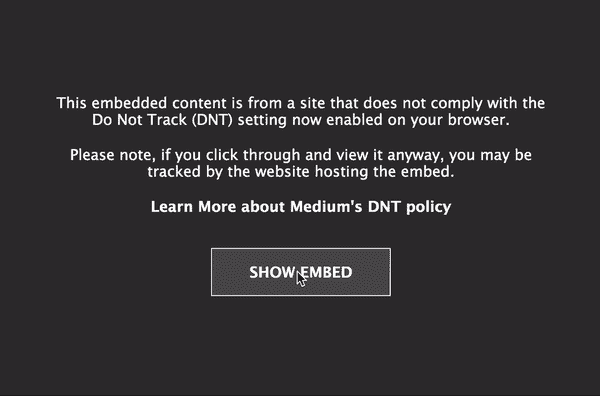 This embedded content is from a site that does not comply with the
Do Not Track (DNT) setting now enabled on your browser.
Please note, if you click through and view it anyway, you may be
tracked by the website hosting the embed.
Learn More about Medium's DNT policy
SHOW EMBED